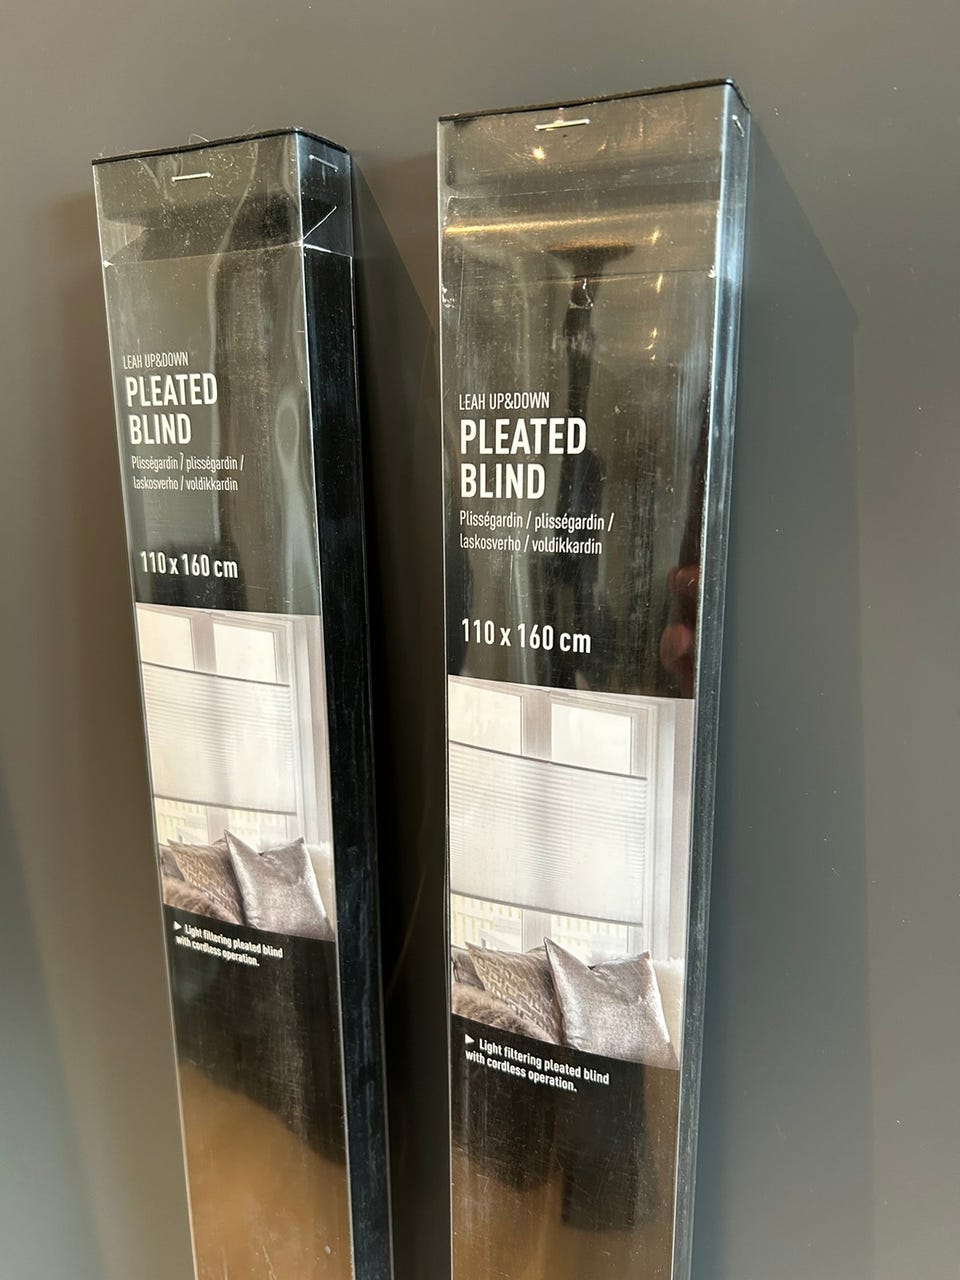 LEAH UP&DOWN
PLEATED
BLIND
Plisségardin / plisségardin /
laskosverho / voldikkardin
110 x 160 cm
▶ Light filtering pleated blind
with cordless operation.
LEAH UP&DOWN
PLEATED
BLIND
Plisségardin / plisségardin /
laskosverho / voldikkardin
110 x 160 cm
▶ Light filtering pleated blind
with cordless operation.